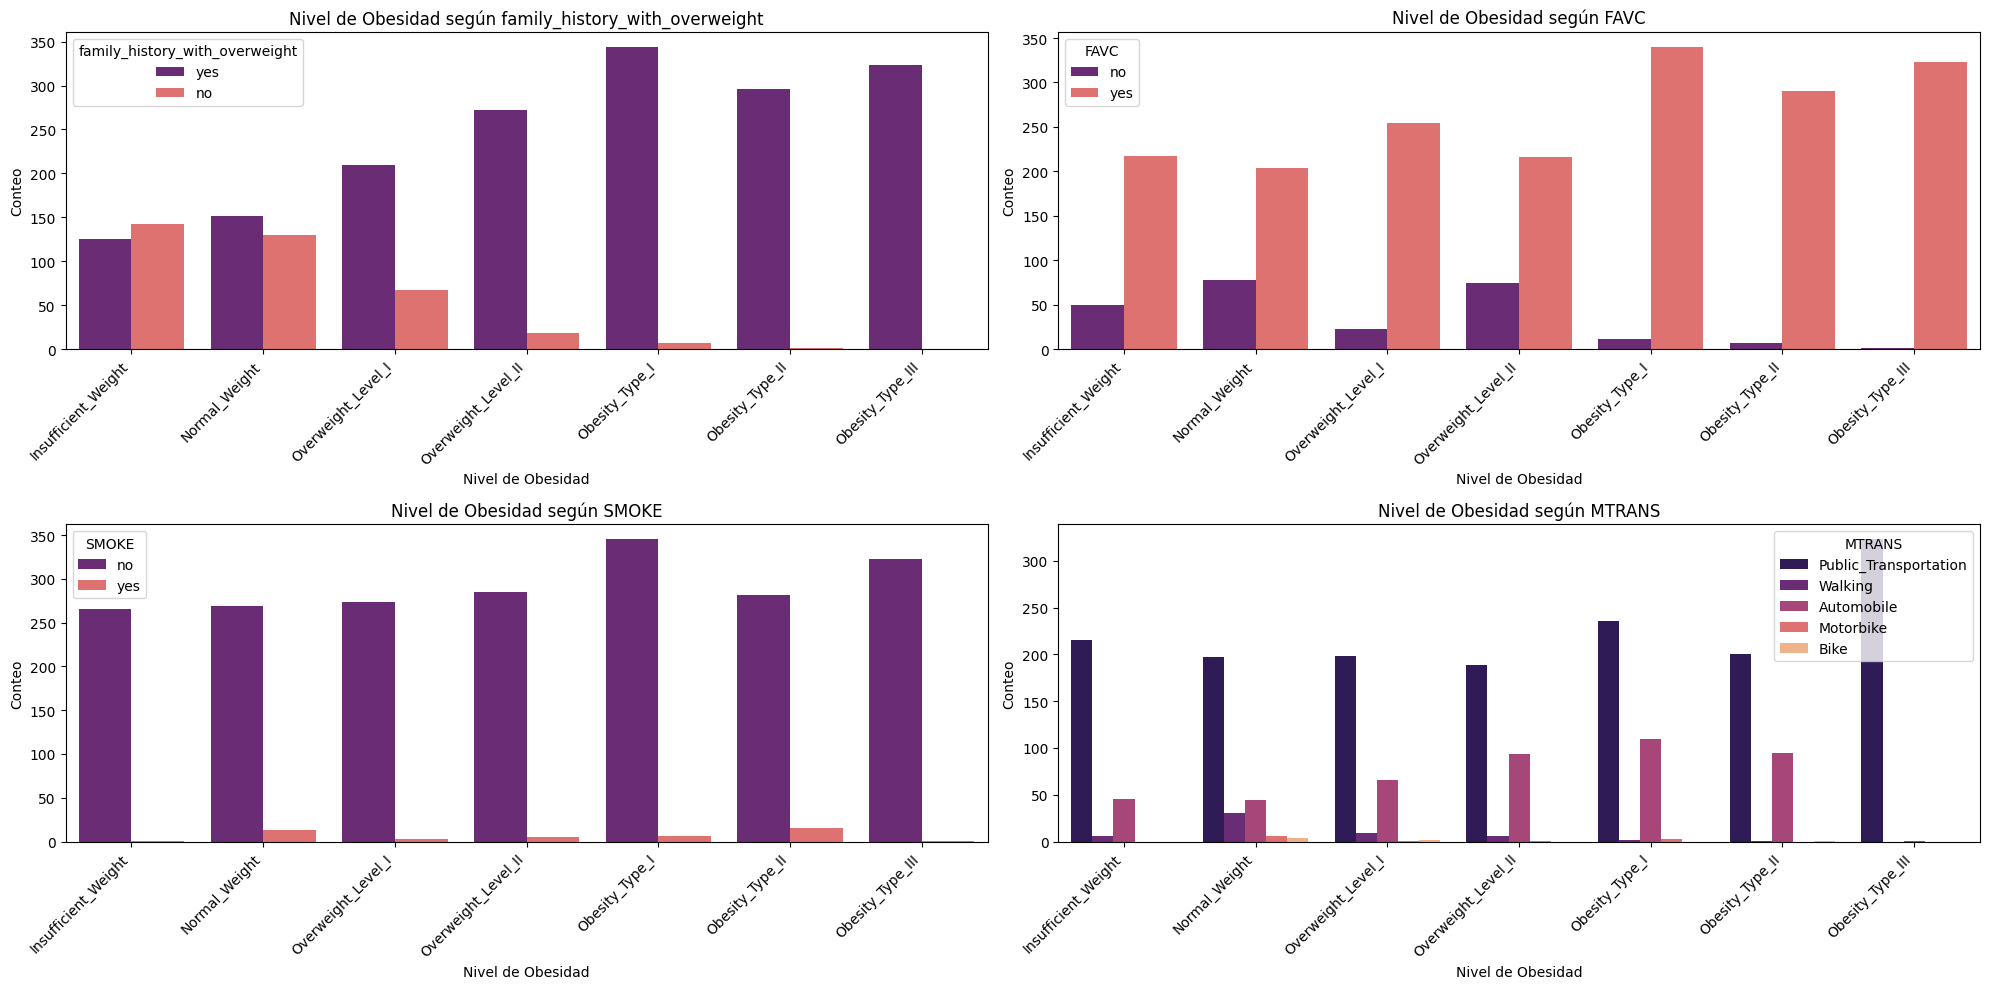 Nivel de Obesidad según family_history_with_overweight
family_history_with_overweight
yes
no
Conteo
350
300
250
200
150
100
50
0
Insufficient_Weight
Normal_Weight
Overweight_Level_I
Overweight_Level_II
Obesity_Type_I
Obesity_Type_II
Obesity_Type_III
Nivel de Obesidad
Nivel de Obesidad según FAVC
FAVC
no
yes
Conteo
350
300
250
200
150
100
50
0
Insufficient_Weight
Normal_Weight
Overweight_Level_I
Overweight_Level_II
Obesity_Type_I
Obesity_Type_II
Obesity_Type_III
Nivel de Obesidad
Nivel de Obesidad según SMOKE
SMOKE
no
yes
Conteo
350
300
250
200
150
100
50
0
Insufficient_Weight
Normal_Weight
Overweight_Level_I
Overweight_Level_II
Obesity_Type_I
Obesity_Type_II
Obesity_Type_III
Nivel de Obesidad
Nivel de Obesidad según MTRANS
MTRANS
Public_Transportation
Walking
Automobile
Motorbike
Bike
Conteo
300
250
200
150
100
50
0
Insufficient_Weight
Normal_Weight
Overweight_Level_I
Overweight_Level_II
Obesity_Type_I
Obesity_Type_II
Obesity_Type_III
Nivel de Obesidad